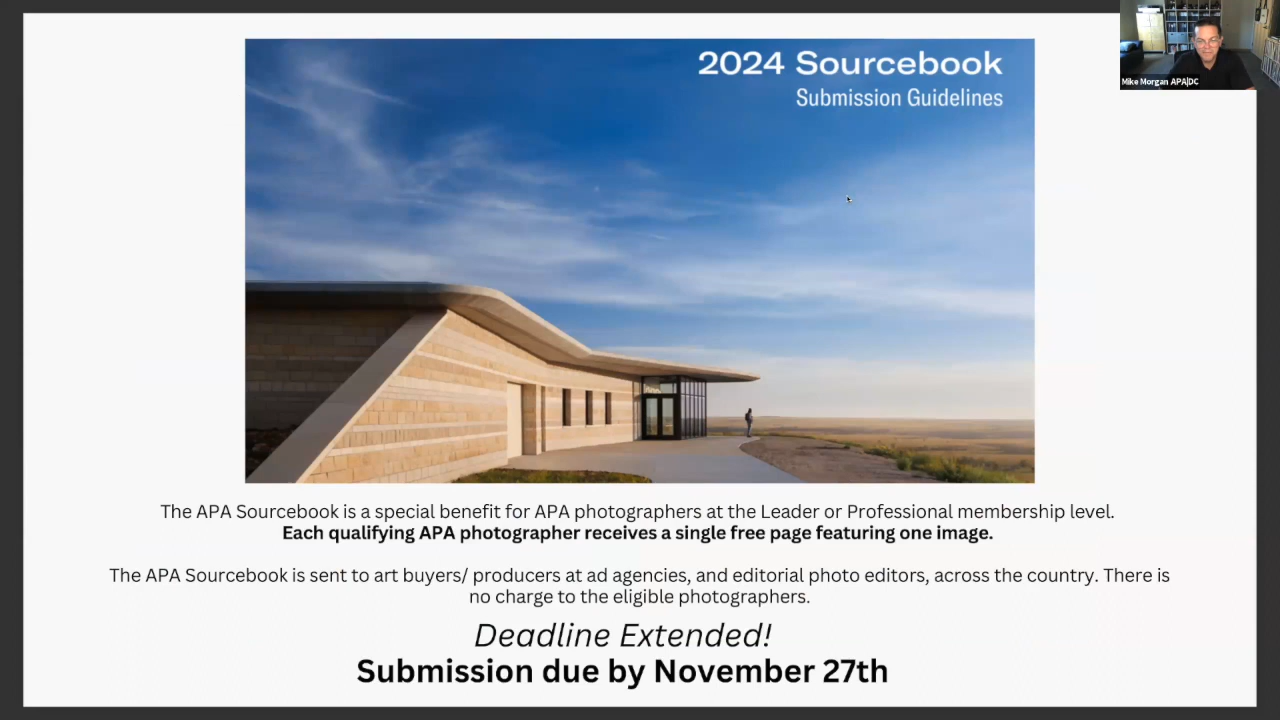 2024 Sourcebook
Submission Guidelines
Mike Morgan APA|DC
The APA Sourcebook is a special benefit for APA photographers at the Leader or Professional membership level.
Each qualifying APA photographer receives a single free page featuring one image.
The APA Sourcebook is sent to art buyers/ producers at ad agencies, and editorial photo editors, across the country. There is
no charge to the eligible photographers.
Deadline Extended!
Submission due by November 27th